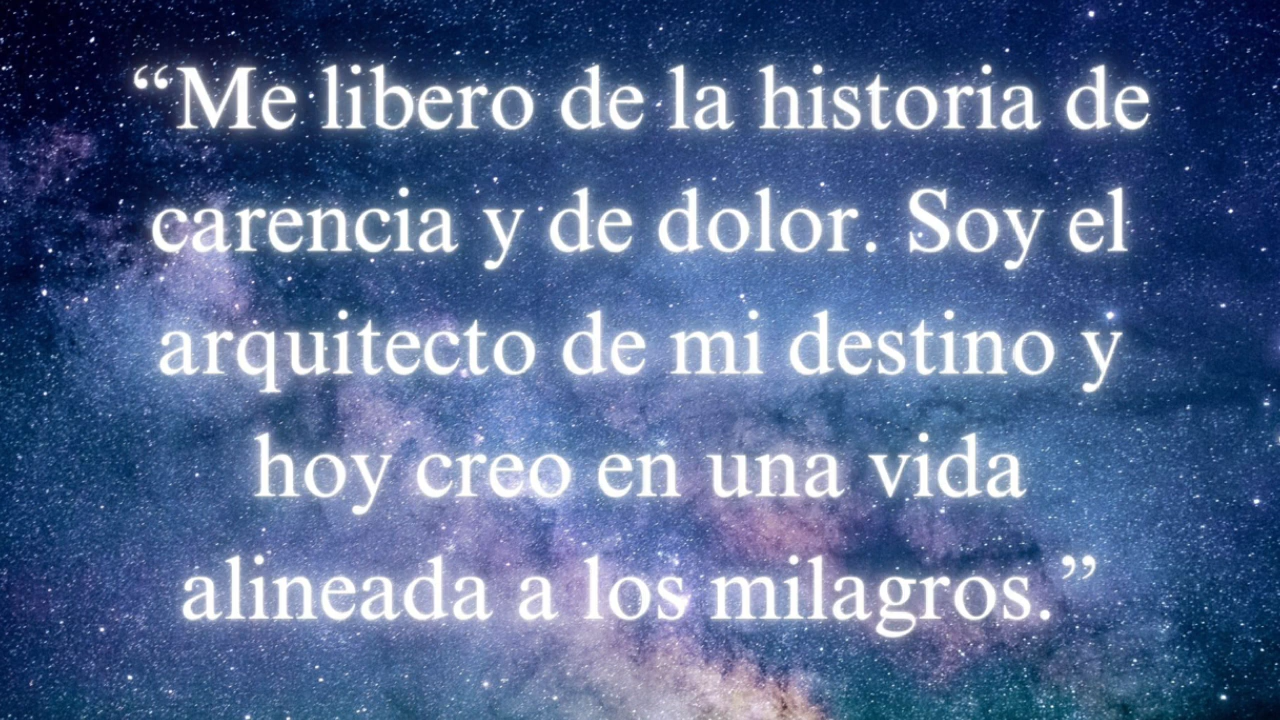 “Me libero de la historia de
carencia y de dolor. Soy el
arquitecto de mi destino y
hoy creo en una vida
alineada a los milagros.”